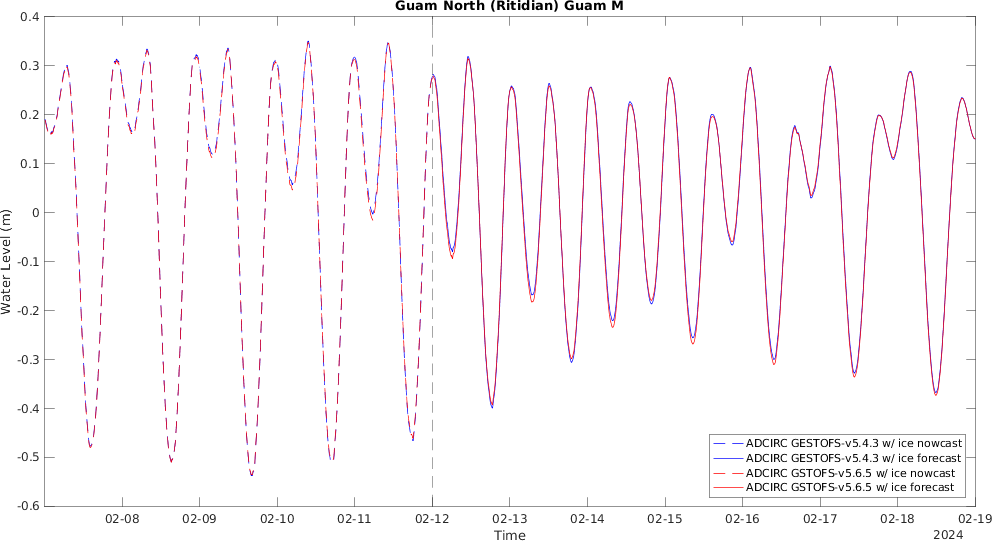 Guam North (Ritidian) Guam M
0.4
0.3
0.2
0.1
0
-0.1
-0.2
-0.3
-0.4
-0.5
-0.6
Water Level (m)
ADCIRC GESTOFS-v5.4.3 w/ ice nowcast
ADCIRC GESTOFS-v5.4.3 w/ ice forecast
ADCIRC GSTOFS-v5.6.5 w/ ice nowcast
ADCIRC GSTOFS-v5.6.5 w/ ice forecast
02-08 02-09 02-10 02-11 02-12 02-13 02-14 02-15 02-16 02-17 02-18 02-19
Time
2024